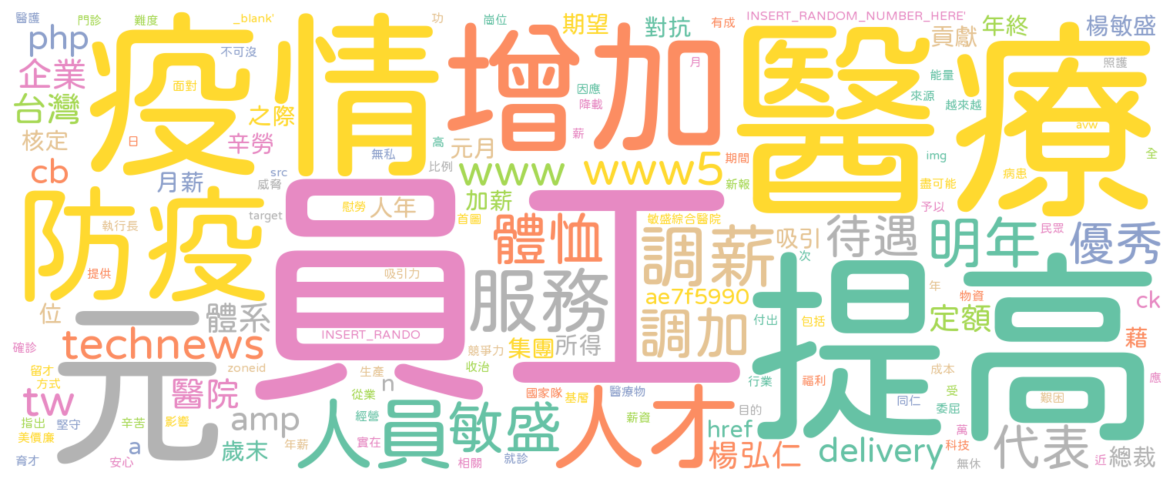 醫護
門診
難度
_blank'
功
崗位
期望
對抗
有成
INSERT_RANDOM_NUMBER_HERE'
年終
楊敏盛
php
疫情
不可沒
增加
月
醫療
貢獻
照護
企業
面對
因應
降載
能量
來源
越來越
台灣
之際
薪
avw
核定
日
辛勞
無私
高
元月
比例
期間
全
cb
月薪
威脅
src
www
www5
新報
img
盡可能
病患
防疫
target
慰勞
人年
員工
加薪
首圖
敏盛綜合醫院
予以
民眾
執行長
體恤
調薪
吸引
待遇
明年
優秀
提供
吸引力
服務
次
ae7f5990
年
物資
ck
位
元
體系
INSERT_RANDO
調加
付出
包括
提高
定額
藉
technews
競爭力
集團
所得
確診
zoneid
留才
方式
生產
n
收治
行業
福利
成本
受
應
tw
醫院
從業
國家隊
基層
醫療物
同仁
委屈
艱困
指出
堅守
辛苦
影響
amp
人員
經營
敏盛
人才
薪資
目的
href
萬
代表
美價廉
a
歲末
年薪
實在
楊弘仁
delivery
科技
育才
安心
相關
就診
無休
近
總裁